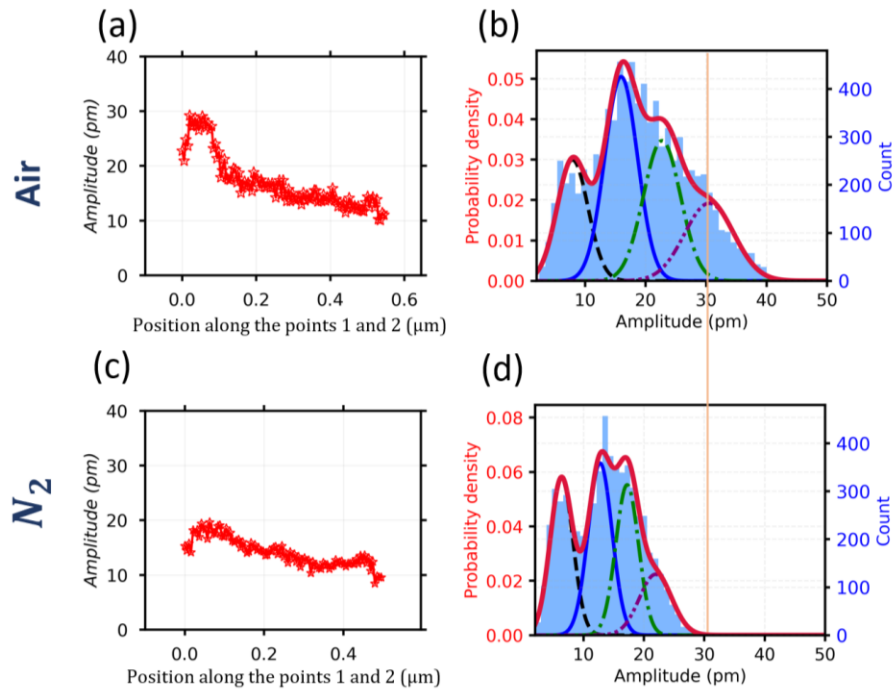 Air
(a)
40
30
20
10
0
Amplitude (pm)
0.0 0.2 0.4 0.6
Position along the points 1 and 2 (μm)
(b)
0.05
0.04
0.03
0.02
0.01
0.00
Probability density
400
300
200
100
0
Count
10 20 30 40 50
Amplitude (pm)
N2
(c)
40
30
20
10
0
Amplitude (pm)
0.0 0.2 0.4
Position along the points 1 and 2 (μm)
(d)
0.08
0.06
0.04
0.02
0.00
Probability density
400
300
200
100
0
Count
10 20 30 40 50
Amplitude (pm)